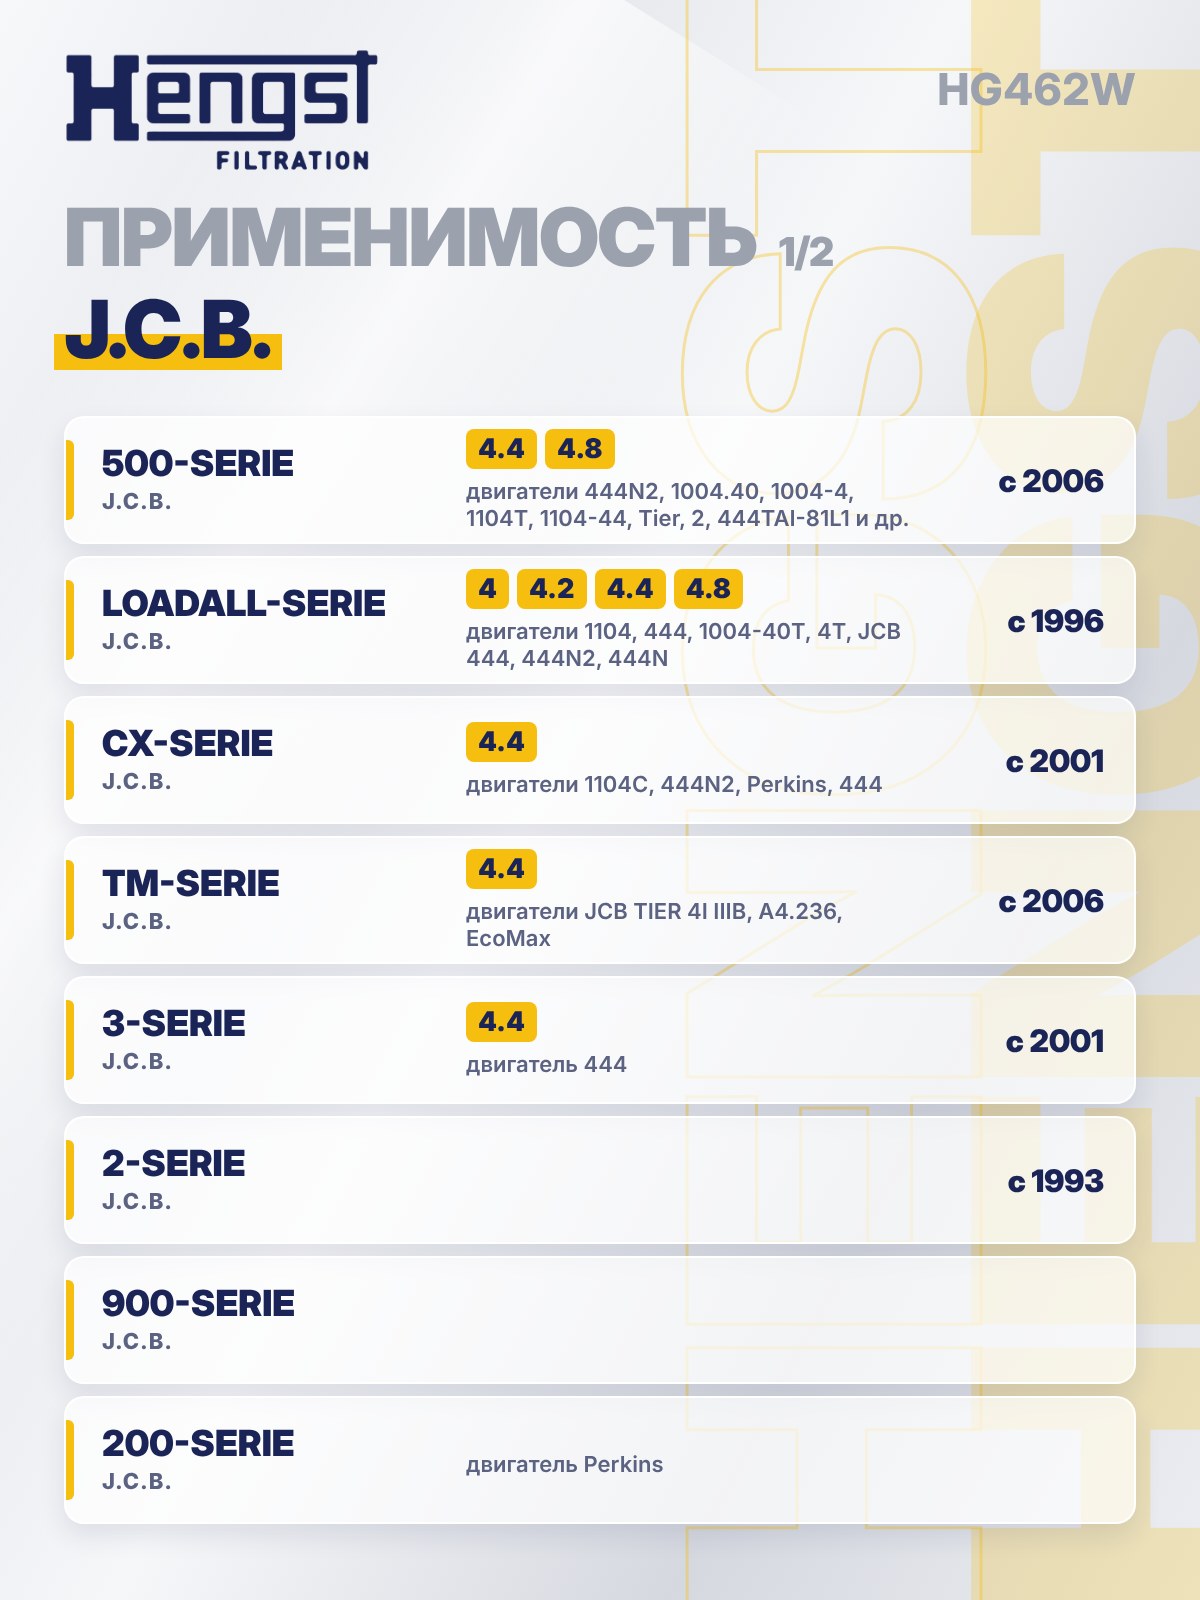 Hengst
FILTRATION
HG462W
ПРИМЕНИМОСТЬ 1/2
J.C.B.
500-SERIE
J.C.B.
4.4 4.8
двигатели 444N2, 1004.40, 1004-4,
1104T, 1104-44, Tier, 2, 444TAI-81L1 и др.
с 2006
LOADALL-SERIE
J.C.B.
4 4.2 4.4 4.8
двигатели 1104, 444, 1004-40T, 4T, JCB
444, 444N2, 444N
с 1996
CX-SERIE
J.C.B.
4.4
двигатели 1104C, 444N2, Perkins, 444
с 2001
TM-SERIE
J.C.B.
4.4
двигатели JCB TIER 4I IIIB, A4.236,
EcoMax
с 2006
3-SERIE
J.C.B.
4.4
двигатель 444
с 2001
2-SERIE
J.C.B.
с 1993
900-SERIE
J.C.B.
200-SERIE
J.C.B.
двигатель Perkins
HENGST
HENGST